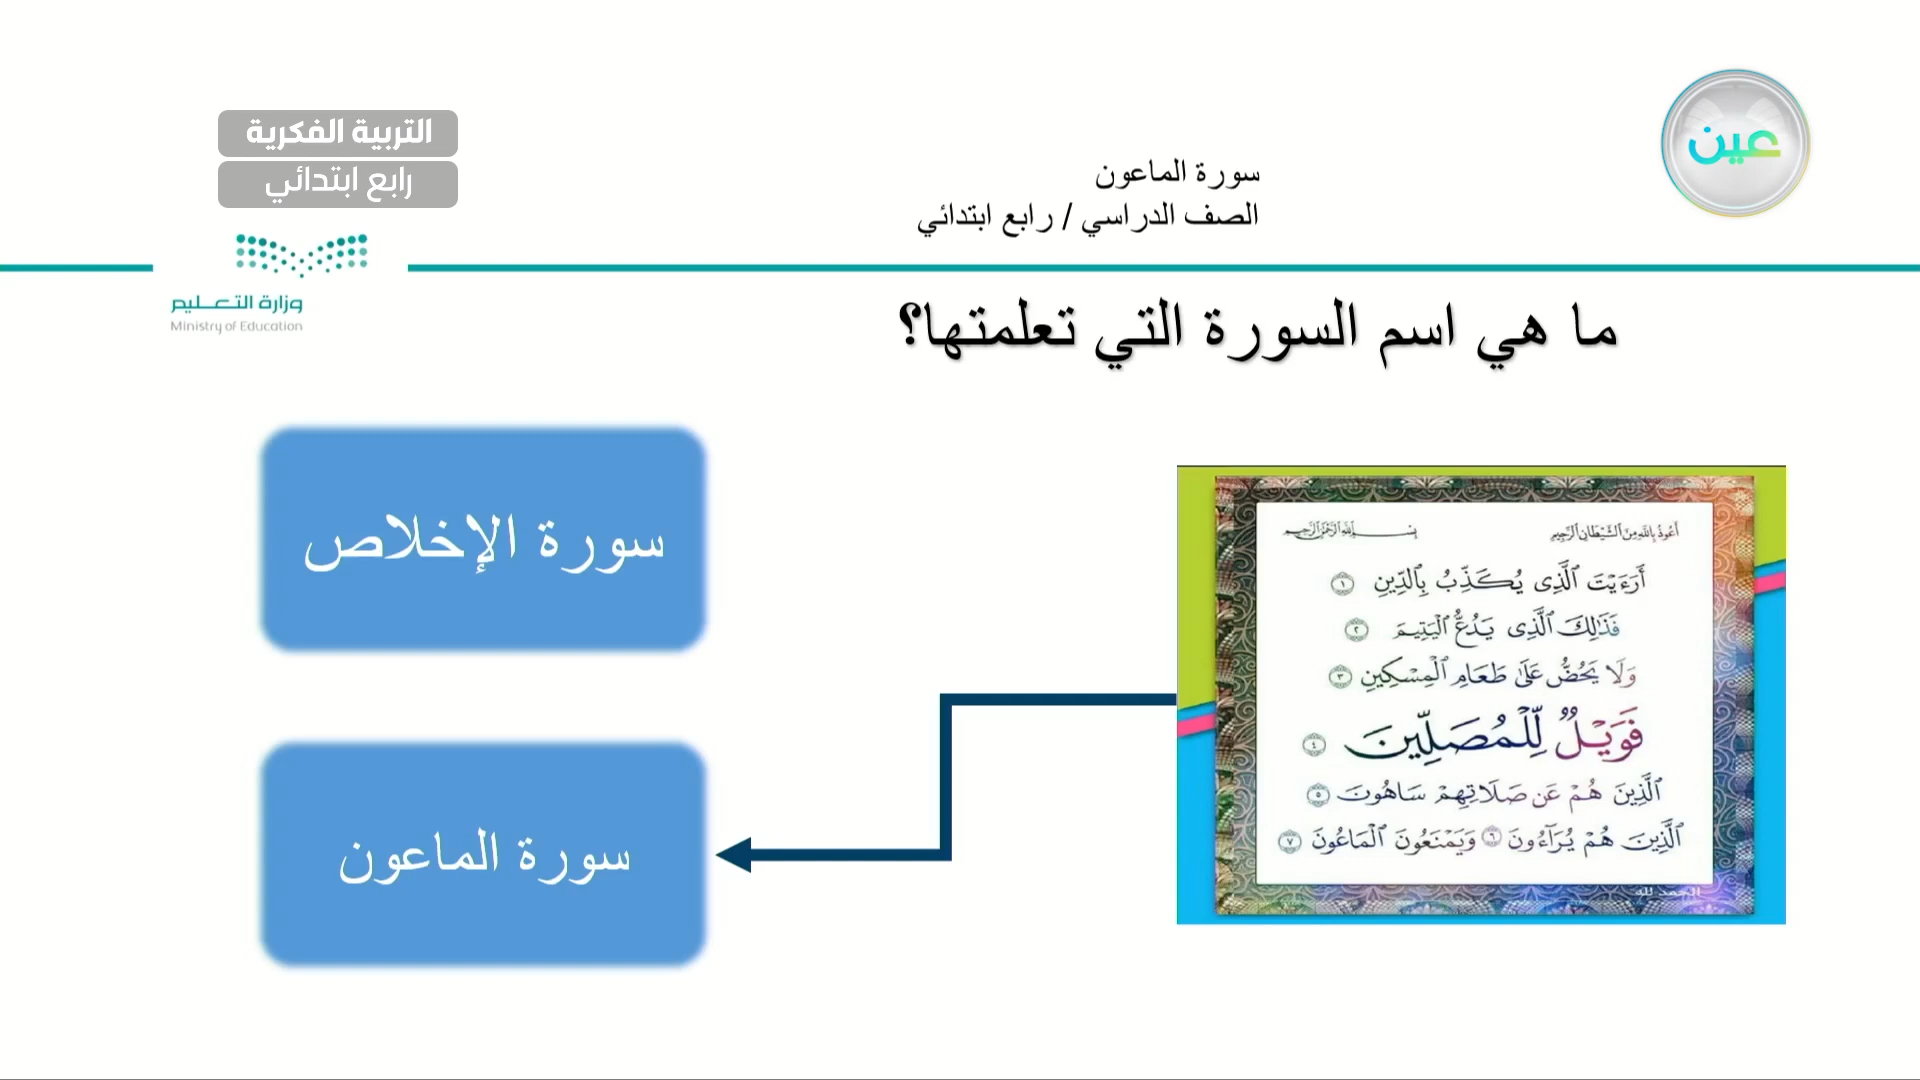 عين
التربية الفكرية
رابع ابتدائي
سورة الماعون
الصف الدراسي / رابع ابتدائي
وزارة التعليم
Ministry of Education
ما هي اسم السورة التي تعلمتها؟
سورة الإخلاص
سورة الماعون
أعوذ بالله من الشيطان الرجيم بسم الله الرحمن الرحيم
أَرَءَيْتَ ٱلَّذِى يُكَذِّبُ بِالدِّينِ ١
فَذَٰلِكَ ٱلَّذِى يَدُعُّ ٱلْيَتِيمَ ٢
وَلَا يَحُضُّ عَلَىٰ طَعَامِ ٱلْمِسْكِينِ ٣
فَوَيْلٌ لِّلْمُصَلِّينَ ٤
ٱلَّذِينَ هُمْ عَن صَلَاتِهِمْ سَاهُونَ ٥
ٱلَّذِينَ هُمْ يُرَآءُونَ ٦ وَيَمْنَعُونَ ٱلْمَاعُونَ ٧
الحمد لله